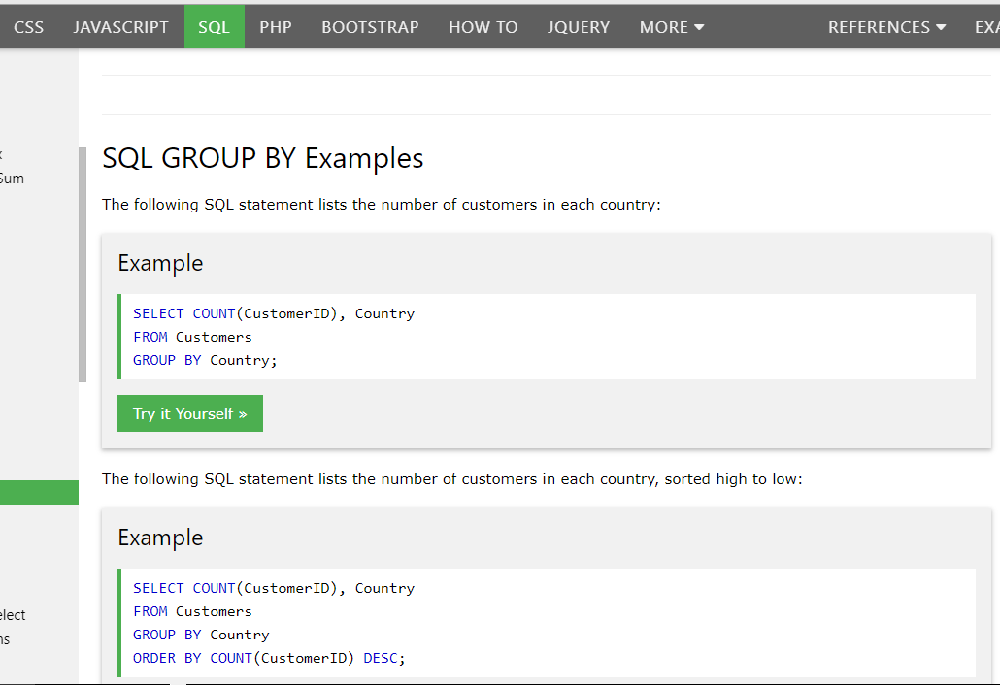 CSS JAVASCRIPT SQL PHP BOOTSTRAP HOW TO JQUERY MORE REFERENCES
Sum
SQL GROUP BY Examples
The following SQL statement lists the number of customers in each country:
Example
SELECT COUNT(CustomerID), Country
FROM Customers
GROUP BY Country;
Try it Yourself »
The following SQL statement lists the number of customers in each country, sorted high to low:
Example
SELECT COUNT(CustomerID), Country
FROM Customers
GROUP BY Country
ORDER BY COUNT(CustomerID) DESC;